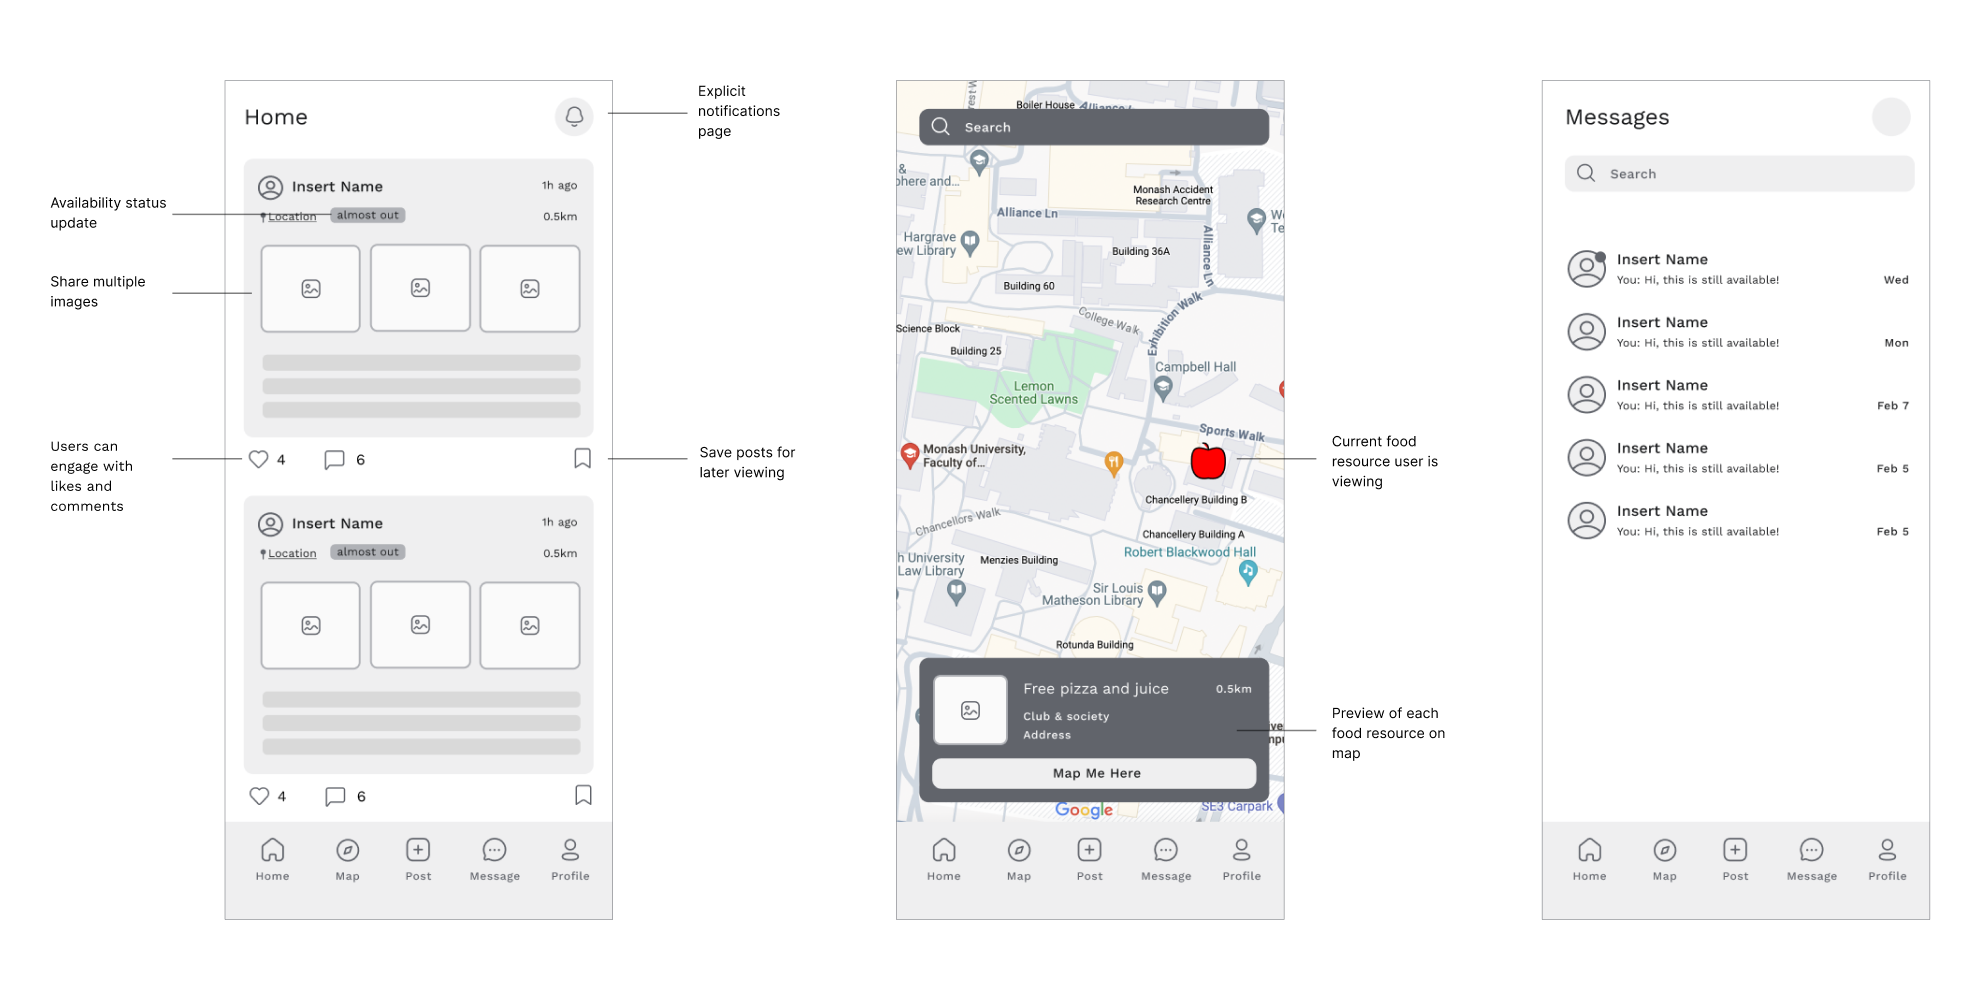 Home
Explicit
notifications
page
Insert Name
1h ago
Location
almost out
0.5km
Availability status
update
Share multiple
images
Users can
engage with
likes and
comments
4
6
Save posts for
later viewing
Insert Name
1h ago
Location
almost out
0.5km
4
6
Home
Map
Post
Message
Profile
Boiler House
Alliance L
Search
&
phere and...
Monash Accident
Research Centre
Alliance Ln
Alliance Ln
We
Te
Hargrave
ew Library
Building 36A
Building 60
College Walk
Exhibition Walk
Science Block
Building 25
Campbell Hall
Lemon
Scented Lawns
Sports Walk
Monash University,
Faculty of...
Current food
resource user is
viewing
Chancellery Building B
Chancellors Walk
Chancellery Building A
Robert Blackwood Hall
h University
Law Library
Menzies Building
Sir Louis
Matheson Library
Rotunda Building
Free pizza and juice
0.5km
Club & society
Address
Map Me Here
Preview of each
food resource on
map
Google
SE3 Carpark
Home
Map
Post
Message
Profile
Messages
Search
Insert Name
You: Hi, this is still available!
Wed
Insert Name
You: Hi, this is still available!
Mon
Insert Name
You: Hi, this is still available!
Feb 7
Insert Name
You: Hi, this is still available!
Feb 5
Insert Name
You: Hi, this is still available!
Feb 5
Home
Map
Post
Message
Profile